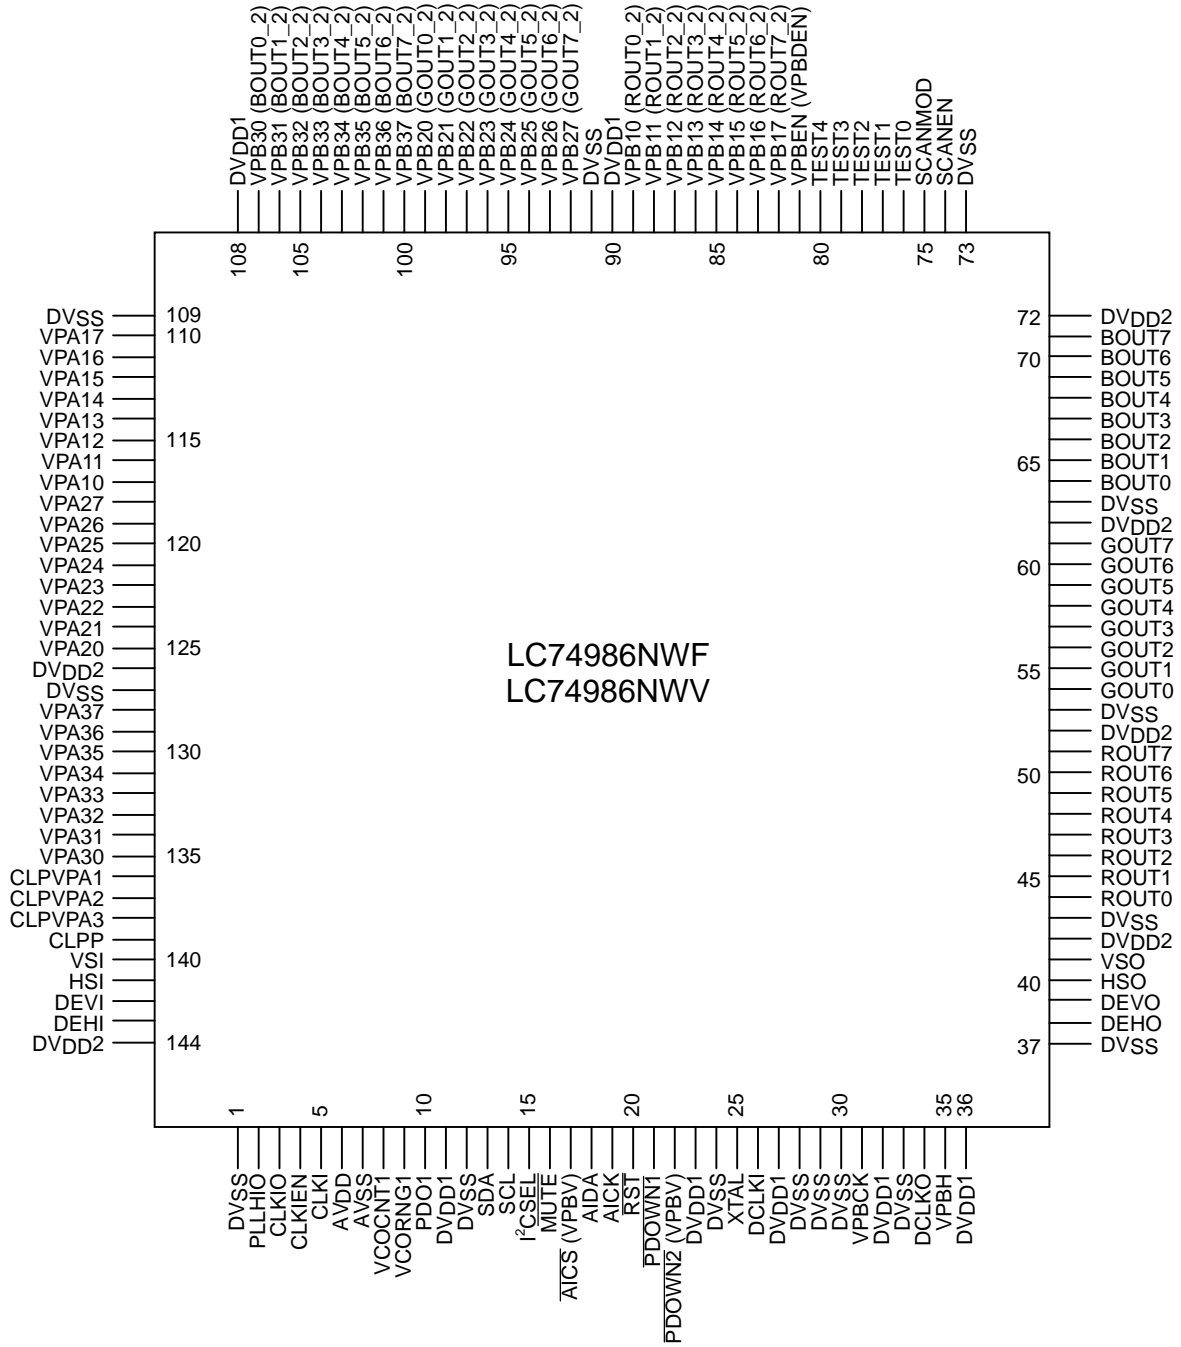 DVDD1
VPB30 (BOUT0_2)
VPB31 (BOUT1_2)
VPB32 (BOUT2_2)
VPB33 (BOUT3_2)
VPB34 (BOUT4_2)
VPB35 (BOUT5_2)
VPB36 (BOUT6_2)
VPB37 (BOUT7_2)
VPB20 (GOUT0_2)
VPB21 (GOUT1_2)
VPB22 (GOUT2_2)
VPB23 (GOUT3_2)
VPB24 (GOUT4_2)
VPB25 (GOUT5_2)
VPB26 (GOUT6_2)
VPB27 (GOUT7_2)
DVSS
DVDD1
VPB10 (ROUT0_2)
VPB11 (ROUT1_2)
VPB12 (ROUT2_2)
VPB13 (ROUT3_2)
VPB14 (ROUT4_2)
VPB15 (ROUT5_2)
VPB16 (ROUT6_2)
VPB17 (ROUT7_2)
VPBEN (VPBDEN)
TEST4
TEST3
TEST2
TEST1
TEST0
SCANMOD
SCANEN
DVSS
108
105
100
95
90
85
80
75
73
DVSS 109
VPA17 110
VPA16
VPA15
VPA14
VPA13
VPA12 115
VPA11
VPA10
VPA27
VPA26
VPA25 120
VPA24
VPA23
VPA22
VPA21
VPA20 125
DVDD2
DVSS
VPA37
VPA36
VPA35 130
VPA34
VPA33
VPA32
VPA31
VPA30 135
CLPVPA1
CLPVPA2
CLPVPA3
CLPP
VSI 140
HSI
DEVI
DEHI
DVDD2 144
LC74986NWF
LC74986NWV
72 DVDD2
BOUT7
70 BOUT6
BOUT5
BOUT4
BOUT3
BOUT2
65 BOUT1
BOUT0
DVSS
DVDD2
GOUT7
60 GOUT6
GOUT5
GOUT4
GOUT3
GOUT2
55 GOUT1
GOUT0
DVSS
DVDD2
ROUT7
50 ROUT6
ROUT5
ROUT4
ROUT3
ROUT2
45 ROUT1
ROUT0
DVSS
DVDD2
VSO
40 HSO
DEVO
DEHO
37 DVSS
1
5
10
15
20
25
30
35
36
DVSS
PLLHIO
CLKIO
CLKIEN
CLKI
AVDD
AVSS
VCOCNT1
VCORNG1
PDO1
DVDD1
DVSS
SDA
SCL
I²CSEL
MUTE
AICS (VPBV)
AIDA
AICK
RST
PDOWN1
PDOWN2 (VPBV)
DVDD1
DVSS
XTAL
DCLKI
DVDD1
DVSS
DVSS
DVSS
VPBCK
DVDD1
DVSS
DCLKO
VPBH
DVDD1